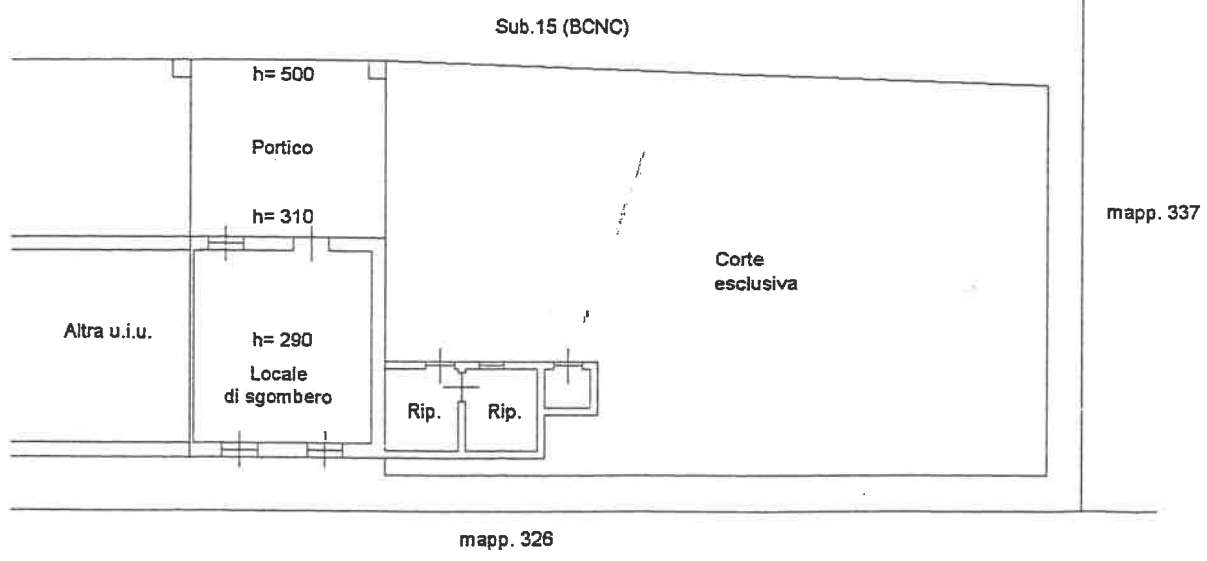 Sub.15 (BCNC)
h= 500
Portico
h= 310
mapp. 337
Corte
esclusiva
Altra u.i.u.
h= 290
Locale
di sgombero
Rip.
Rip.
mapp. 326